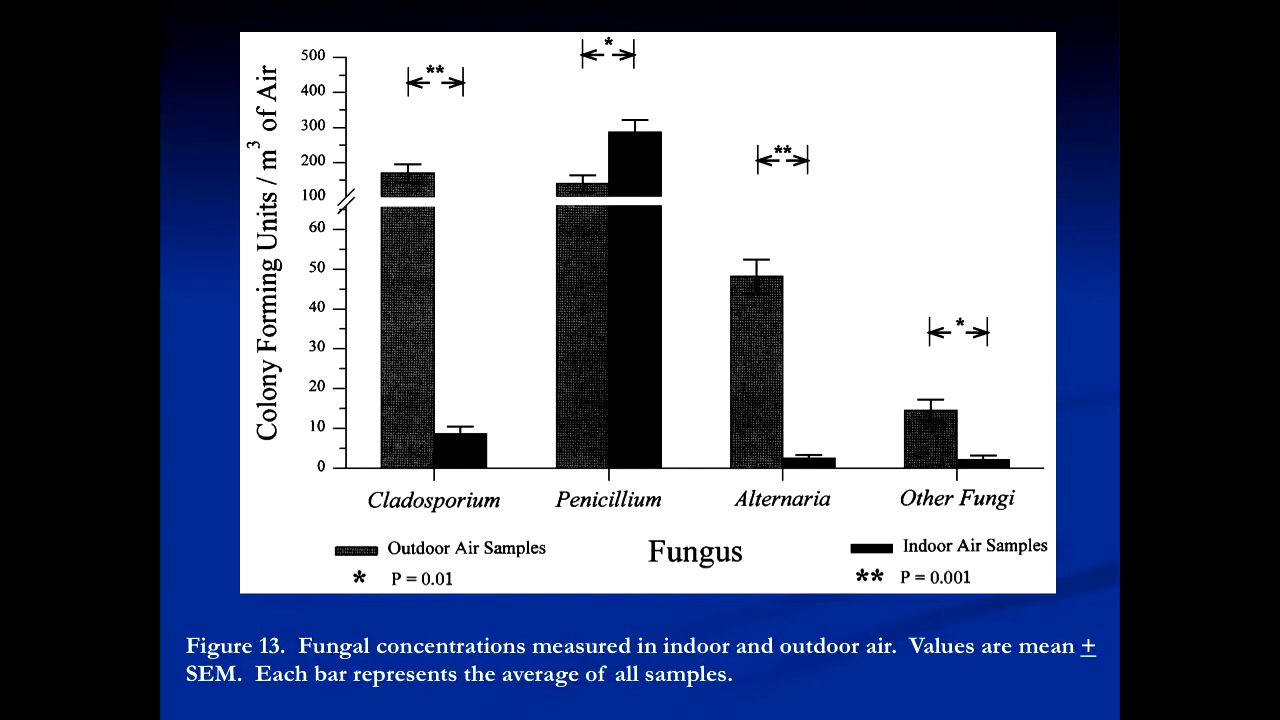 Colony Forming Units / m³ of Air
500
400
300
200
100
60
50
40
30
20
10
0
**
*
**
*
Cladosporium Penicillium Alternaria Other Fungi
Fungus
Outdoor Air Samples Indoor Air Samples
* P = 0.01 ** P = 0.001
Figure 13. Fungal concentrations measured in indoor and outdoor air. Values are mean ±
SEM. Each bar represents the average of all samples.